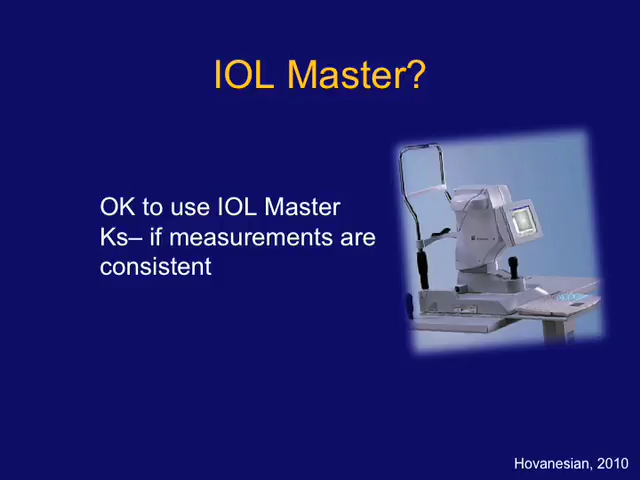 IOL Master?
OK to use IOL Master
Ks– if measurements are
consistent
Hovanesian, 2010